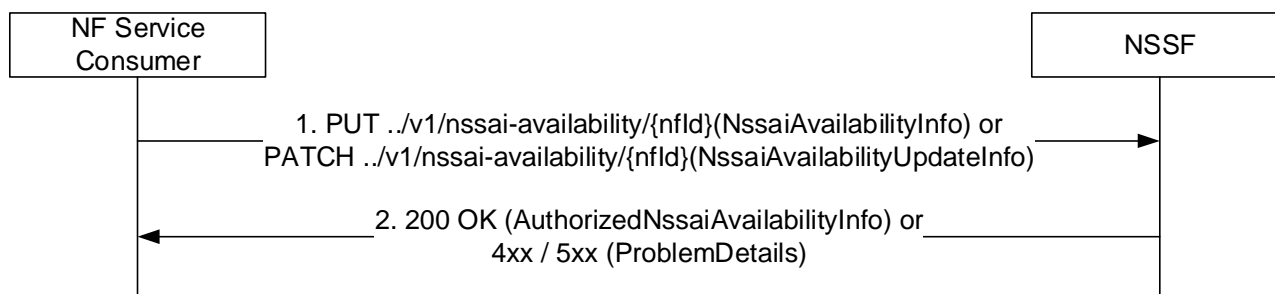 NF Service
Consumer
NSSF
1. PUT ../v1/nssai-availability/{nfId}(NssaiAvailabilityInfo) or
PATCH ../v1/nssai-availability/{nfId}(NssaiAvailabilityUpdateInfo)
2. 200 OK (AuthorizedNssaiAvailabilityInfo) or
4xx / 5xx (ProblemDetails)